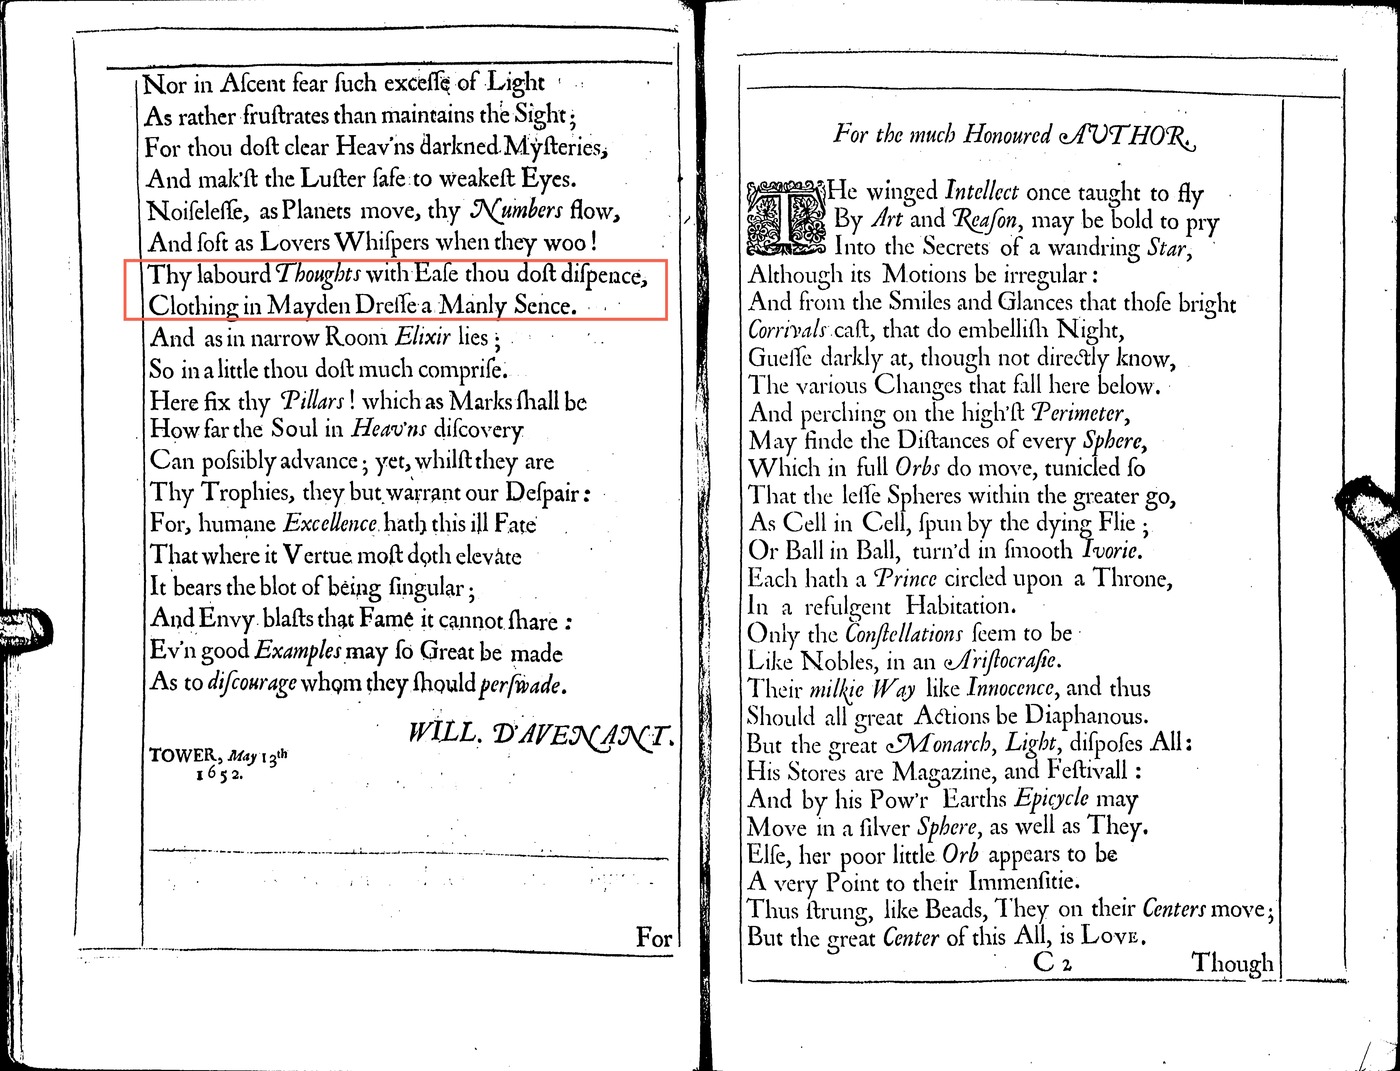 Nor in Aſcent fear ſuch exceſſe of Light
As rather fruſtrates than maintains the Sight;
For thou doſt clear Heav'ns darkned Myſteries,
And mak'ſt the Luſter ſafe to weakeſt Eyes.
Noiſeleſſe, as Planets move, thy Numbers flow,
And ſoft as Lovers Whiſpers when they woo!
Thy labourd Thoughts with Eaſe thou doſt diſpence,
Clothing in Mayden Dreſſe a Manly Sence.
And as in narrow Room Elixir lies;
So in a little thou doſt much compriſe.
Here fix thy Pillars! which as Marks ſhall be
How far the Soul in Heav'ns diſcovery
Can poſsibly advance; yet, whilſt they are
Thy Trophies, they but warrant our Deſpair:
For, humane Excellence hath this ill Fate
That where it Vertue moſt doth elevate
It bears the blot of being ſingular;
And Envy blaſts that Fame it cannot ſhare:
Ev'n good Examples may ſo Great be made
As to diſcourage whom they ſhould perſwade.
WILL. D'AVENANT.
TOWER, May 13th
1652.
For
For the much Honoured AUTHOR.
THe winged Intellect once taught to fly
By Art and Reaſon, may be bold to pry
Into the Secrets of a wandring Star,
Although its Motions be irregular:
And from the Smiles and Glances that thoſe bright
Corrivals caſt, that do embelliſh Night,
Gueſſe darkly at, though not directly know,
The various Changes that fall here below.
And perching on the high'ſt Perimeter,
May finde the Diſtances of every Sphere,
Which in full Orbs do move, tunicled ſo
That the leſſe Spheres within the greater go,
As Cell in Cell, ſpun by the dying Flie;
Or Ball in Ball, turn'd in ſmooth Ivorie.
Each hath a Prince circled upon a Throne,
In a refulgent Habitation.
Only the Conſtellations ſeem to be
Like Nobles, in an Ariſtocraſie.
Their milkie Way like Innocence, and thus
Should all great Actions be Diaphanous.
But the great Monarch, Light, diſpoſes All:
His Stores are Magazine, and Feſtivall:
And by his Pow'r Earths Epicycle may
Move in a ſilver Sphere, as well as They.
Elſe, her poor little Orb appears to be
A very Point to their Immenſitie.
Thus ſtrung, like Beads, They on their Centers move;
But the great Center of this All, is LOVE.
C 2
Though